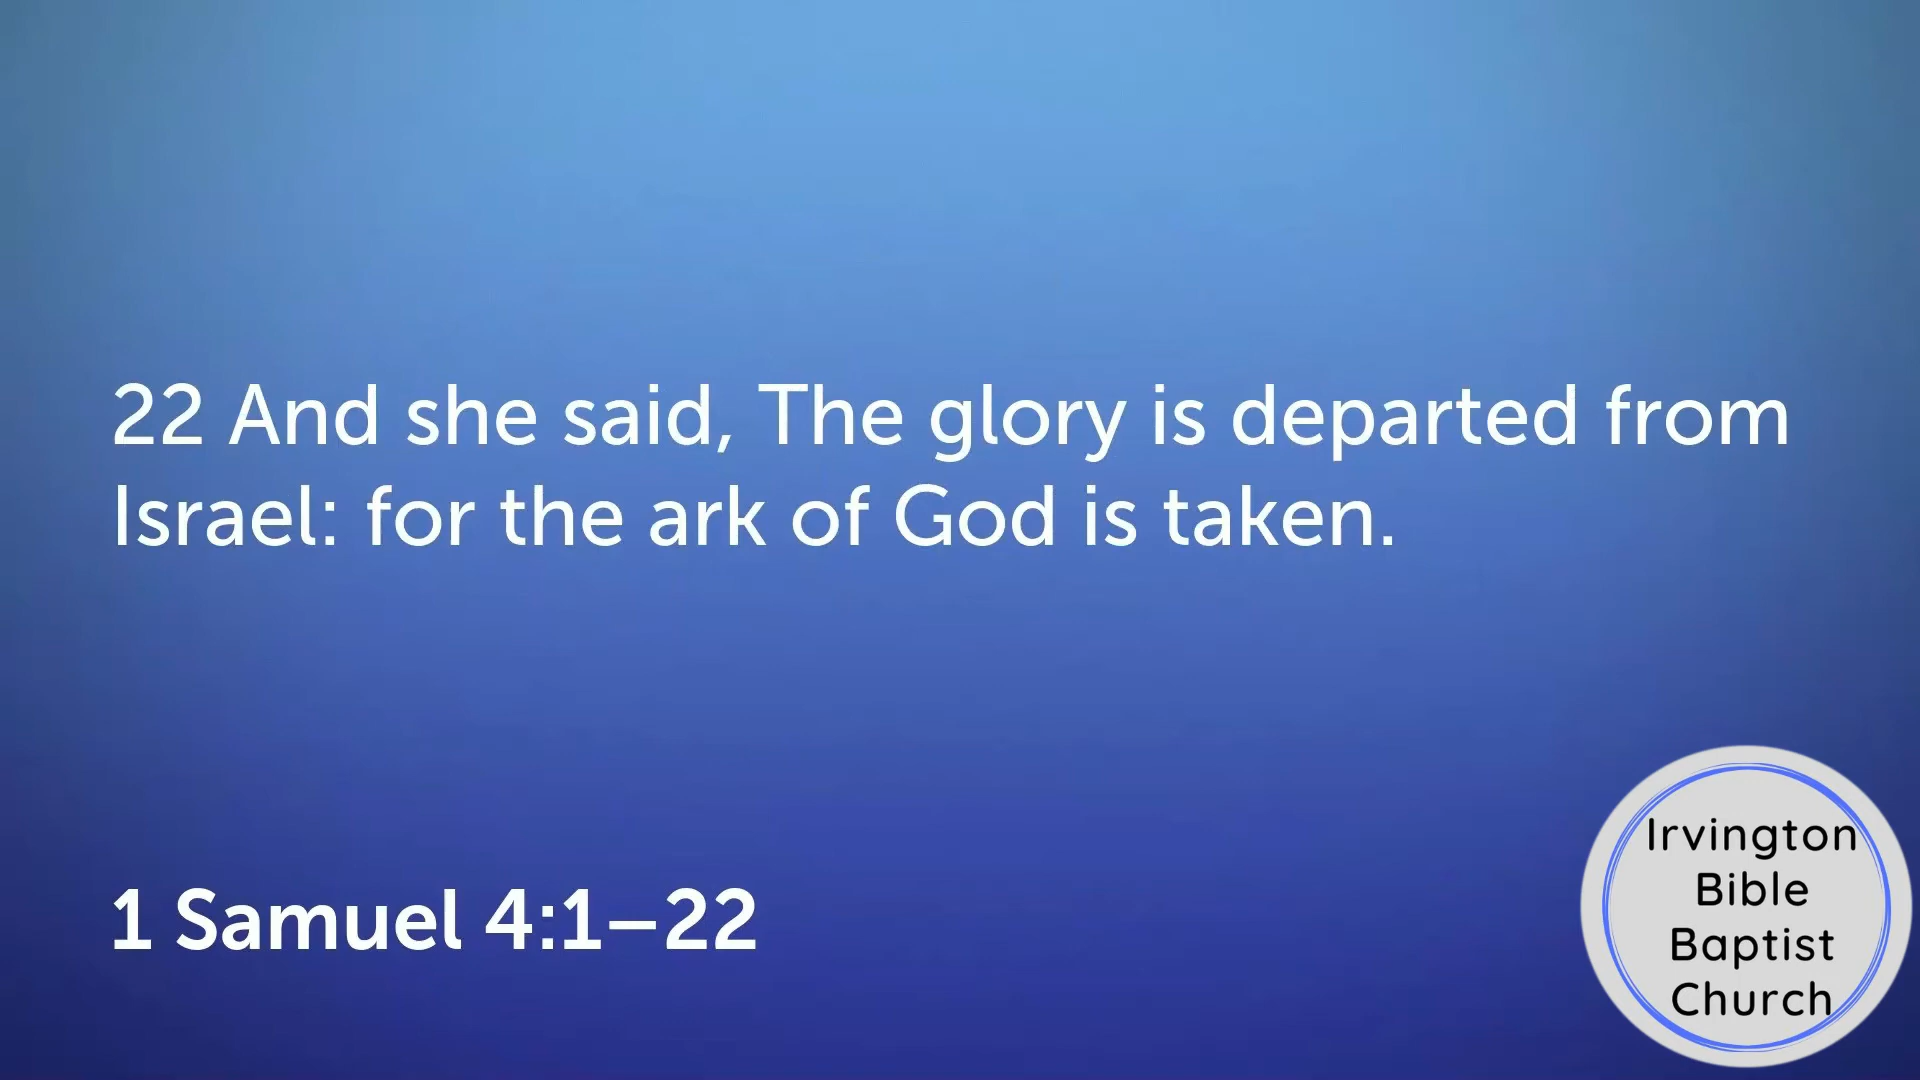 22 And she said, The glory is departed from
Israel: for the ark of God is taken.
1 Samuel 4:1–22
Irvington
Bible
Baptist
Church